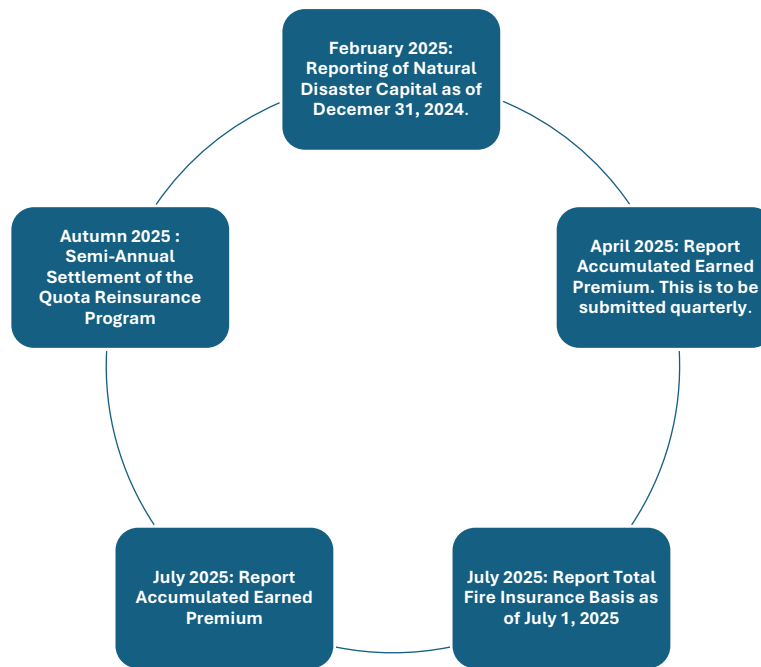 February 2025:
Reporting of Natural
Disaster Capital as of
Decemer 31, 2024.
April 2025: Report
Accumulated Earned
Premium. This is to be
submitted quarterly.
July 2025: Report Total
Fire Insurance Basis as
of July 1, 2025
July 2025: Report
Accumulated Earned
Premium
Autumn 2025 :
Semi-Annual
Settlement of the
Quota Reinsurance
Program